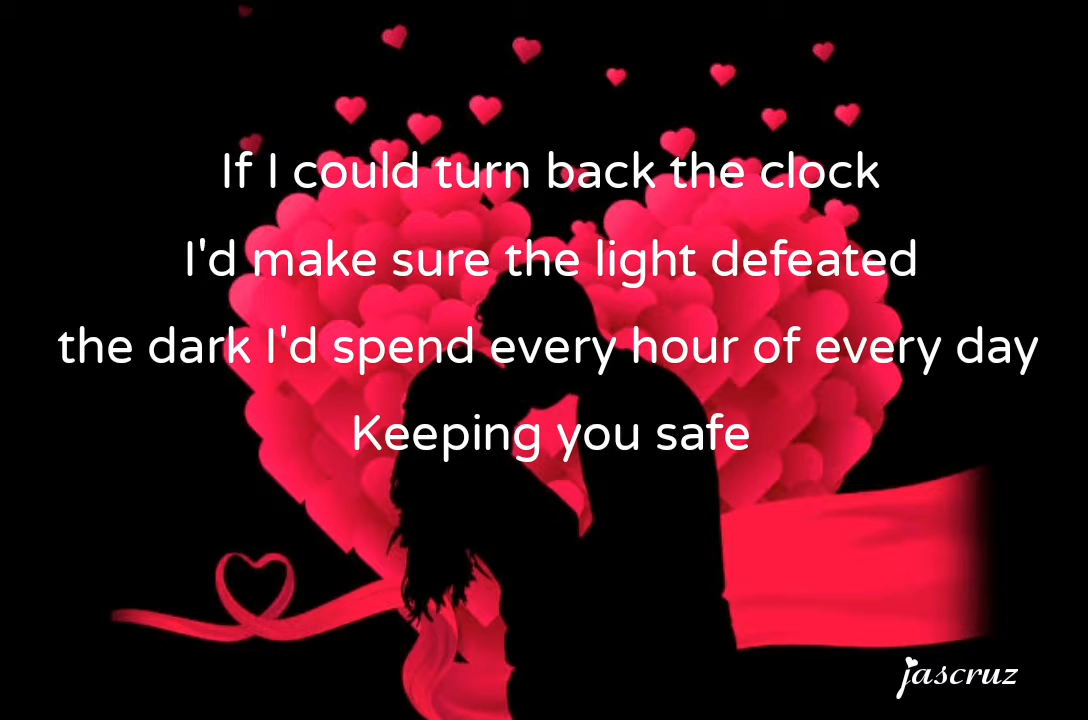 If I could turn back the clock
I'd make sure the light defeated
the dark I'd spend every hour of every day
Keeping you safe
jascruz